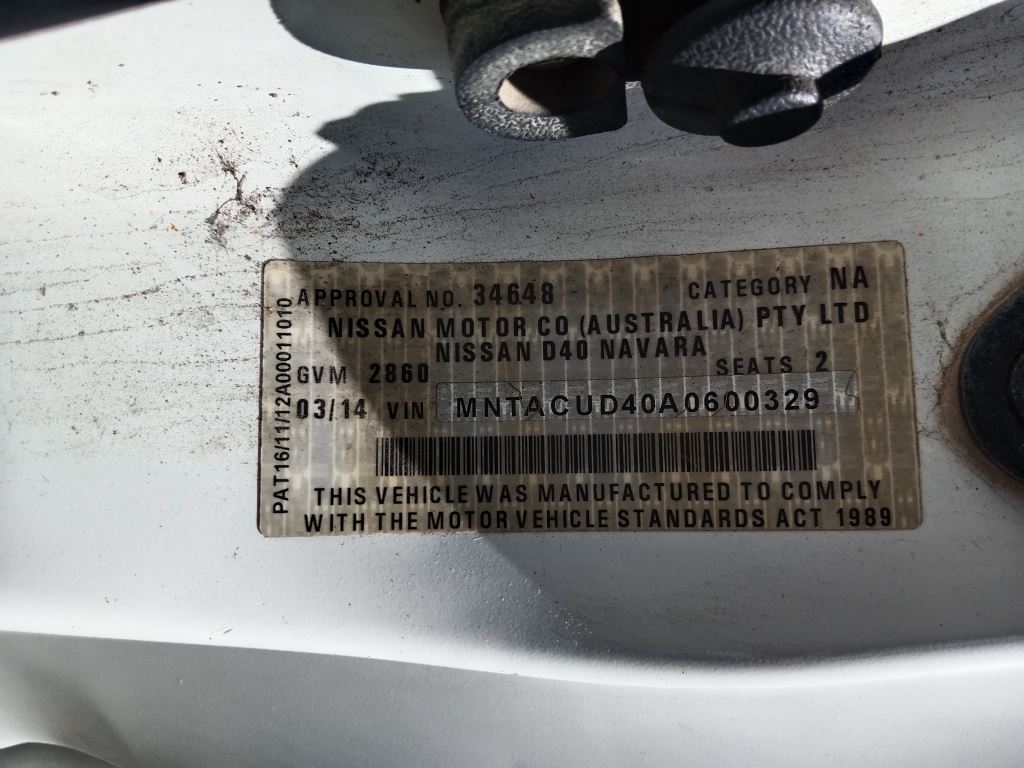 APPROVAL NO. 34648 CATEGORY NA
NISSAN MOTOR CO (AUSTRALIA) PTY LTD
NISSAN D40 NAVARA
GVM 2860 SEATS 2
03/14 VIN MNTACUD40A0600329
THIS VEHICLE WAS MANUFACTURED TO COMPLY
WITH THE MOTOR VEHICLE STANDARDS ACT 1989
PAT16/11/12A00011010